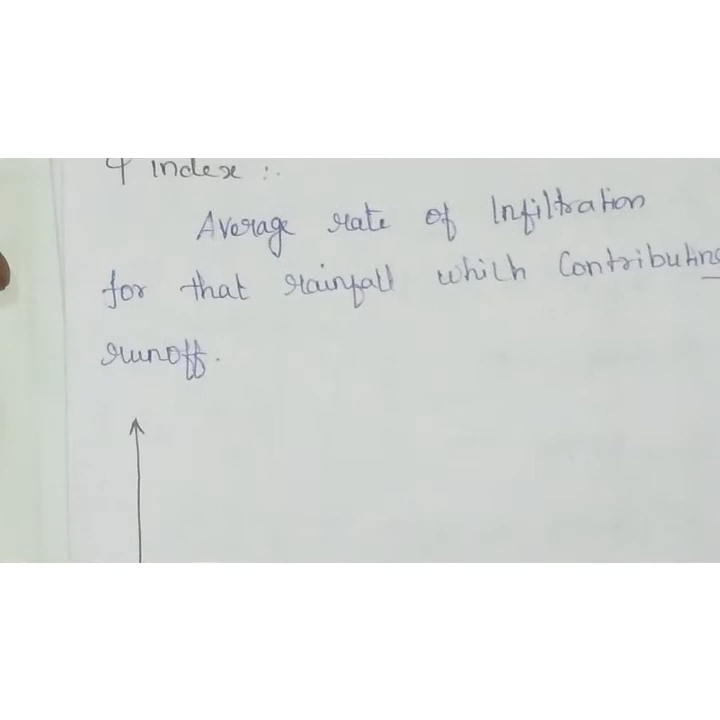 index :.
Average rate of Infiltration
for that rainfall which Contributing
runoff.